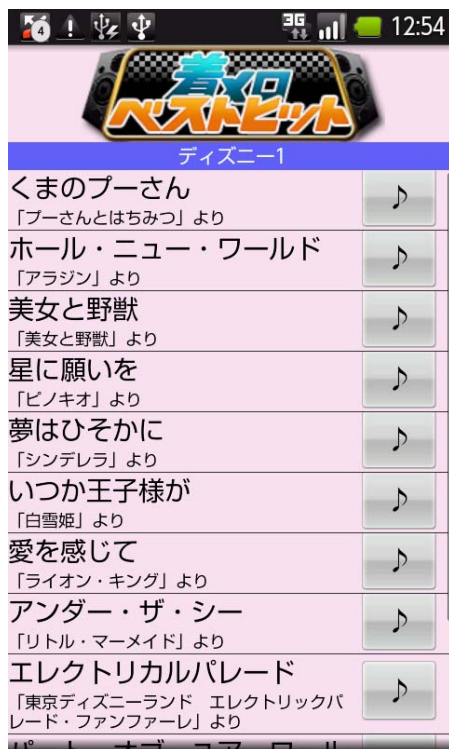 4
3G
12:54
着メロ
ベストヒット
ディズニー1
くまのプーさん
「プーさんとはちみつ」より
ホール・ニュー・ワールド
「アラジン」より
美女と野獣
「美女と野獣」より
星に願いを
「ピノキオ」より
夢はひそかに
「シンデレラ」より
いつか王子様が
「白雪姫」より
愛を感じて
「ライオン・キング」より
アンダー・ザ・シー
「リトル・マーメイド」より
エレクトリカルパレード
「東京ディズニーランド　エレクトリックパ
レード・ファンファーレ」より